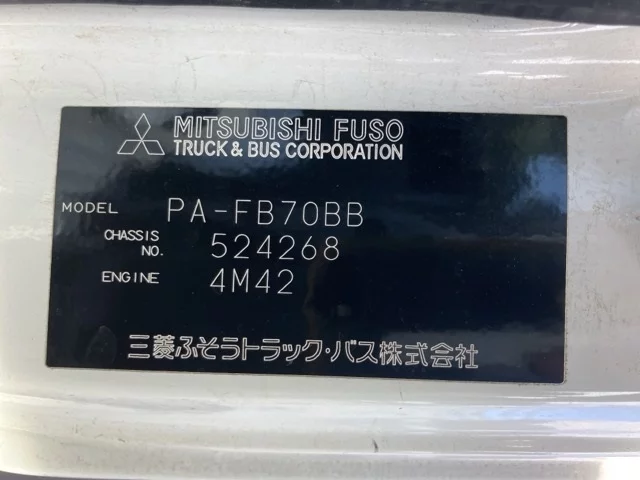 MITSUBISHI FUSO
TRUCK & BUS CORPORATION
MODEL PA-FB70BB
CHASSIS NO. 524268
ENGINE 4M42
三菱ふそうトラック・バス株式会社